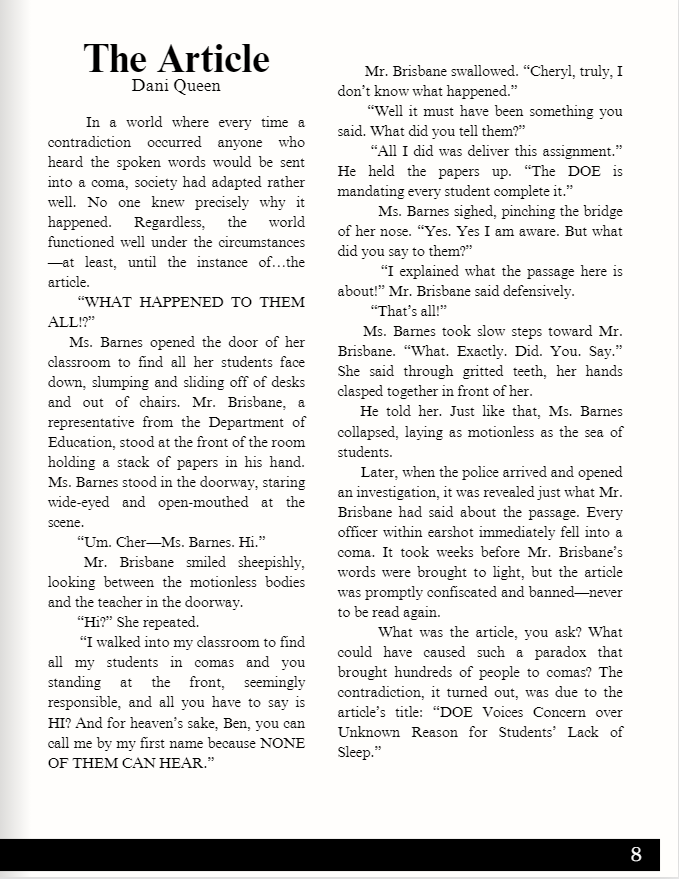 The Article
Dani Queen
In a world where every time a
contradiction occurred anyone who
heard the spoken words would be sent
into a coma, society had adapted rather
well. No one knew precisely why it
happened. Regardless, the world
functioned well under the circumstances
—at least, until the instance of…the
article.
“WHAT HAPPENED TO THEM
ALL!?”
Ms. Barnes opened the door of her
classroom to find all her students face
down, slumping and sliding off of desks
and out of chairs. Mr. Brisbane, a
representative from the Department of
Education, stood at the front of the room
holding a stack of papers in his hand.
Ms. Barnes stood in the doorway, staring
wide-eyed and open-mouthed at the
scene.
“Um. Cher—Ms. Barnes. Hi.”
Mr. Brisbane smiled sheepishly,
looking between the motionless bodies
and the teacher in the doorway.
“Hi?” She repeated.
“I walked into my classroom to find
all my students in comas and you
standing at the front, seemingly
responsible, and all you have to say is
HI? And for heaven’s sake, Ben, you can
call me by my first name because NONE
OF THEM CAN HEAR.”
Mr. Brisbane swallowed. “Cheryl, truly, I
don’t know what happened.”
“Well it must have been something you
said. What did you tell them?”
“All I did was deliver this assignment.”
He held the papers up. “The DOE is
mandating every student complete it.”
Ms. Barnes sighed, pinching the bridge
of her nose. “Yes. Yes I am aware. But what
did you say to them?”
“I explained what the passage here is
about!” Mr. Brisbane said defensively.
“That’s all!”
Ms. Barnes took slow steps toward Mr.
Brisbane. “What. Exactly. Did. You. Say.”
She said through gritted teeth, her hands
clasped together in front of her.
He told her. Just like that, Ms. Barnes
collapsed, laying as motionless as the sea of
students.
Later, when the police arrived and opened
an investigation, it was revealed just what Mr.
Brisbane had said about the passage. Every
officer within earshot immediately fell into a
coma. It took weeks before Mr. Brisbane’s
words were brought to light, but the article
was promptly confiscated and banned—never
to be read again.
What was the article, you ask? What
could have caused such a paradox that
brought hundreds of people to comas? The
contradiction, it turned out, was due to the
article’s title: “DOE Voices Concern over
Unknown Reason for Students’ Lack of
Sleep.”
8